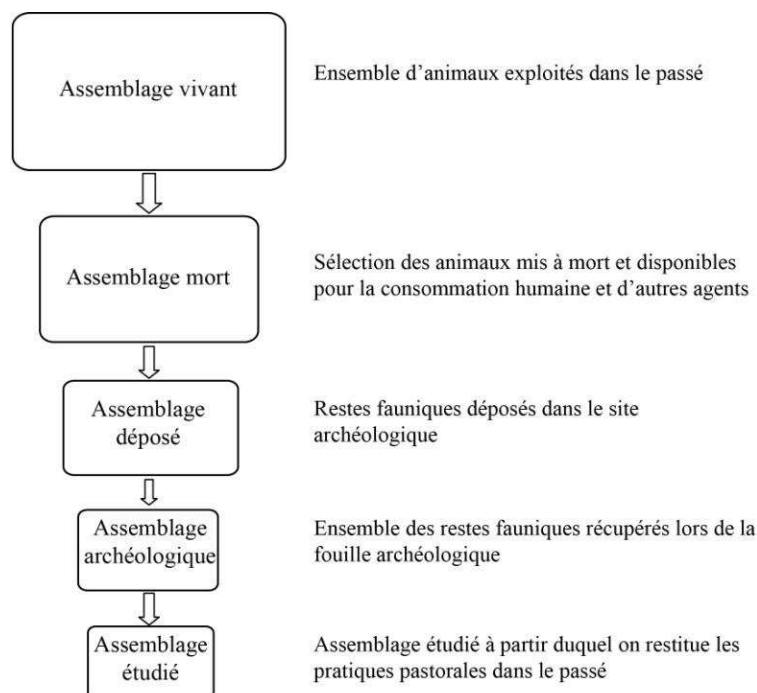 Assemblage vivant
Ensemble d'animaux exploités dans le passé
Assemblage mort
Sélection des animaux mis à mort et disponibles
pour la consommation humaine et d'autres agents
Assemblage
déposé
Restes fauniques déposés dans le site
archéologique
Assemblage
archéologique
Ensemble des restes fauniques récupérés lors de la
fouille archéologique
Assemblage
étudié
Assemblage étudié à partir duquel on restitue les
pratiques pastorales dans le passé